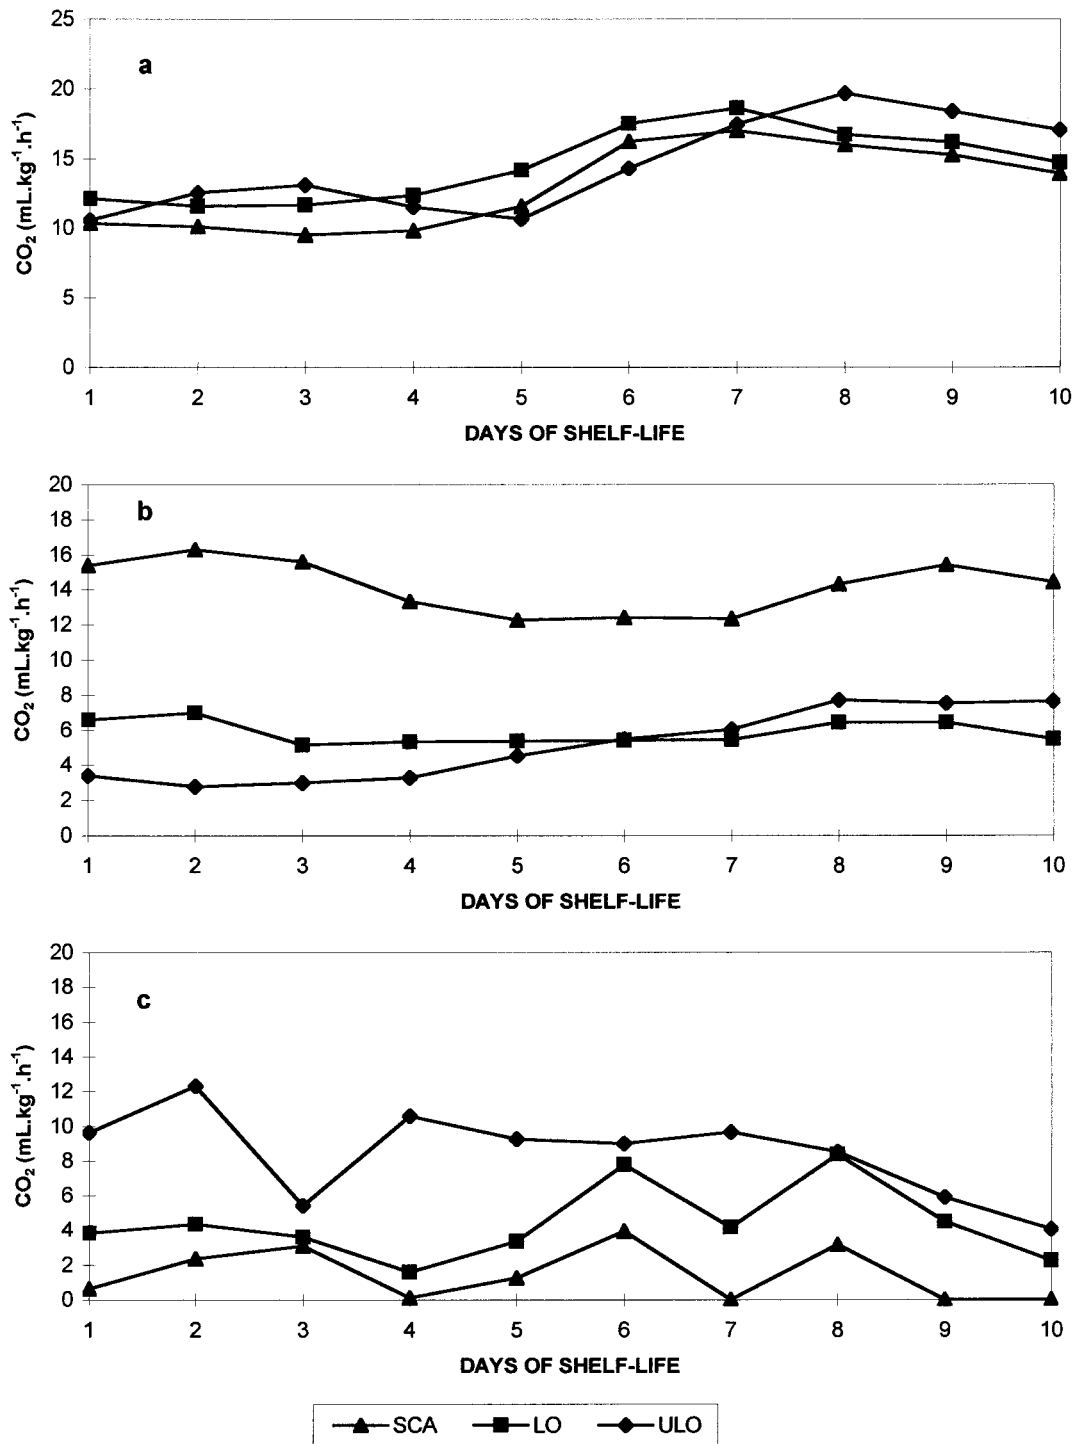 25
20
15
10
5
0
CO₂ (mL.kg⁻¹.h⁻¹)
a
1 2 3 4 5 6 7 8 9 10
DAYS OF SHELF-LIFE
20
18
16
14
12
10
8
6
4
2
0
CO₂ (mL.kg⁻¹.h⁻¹)
b
1 2 3 4 5 6 7 8 9 10
DAYS OF SHELF-LIFE
20
18
16
14
12
10
8
6
4
2
0
CO₂ (mL.kg⁻¹.h⁻¹)
c
1 2 3 4 5 6 7 8 9 10
DAYS OF SHELF-LIFE
SCA LO ULO